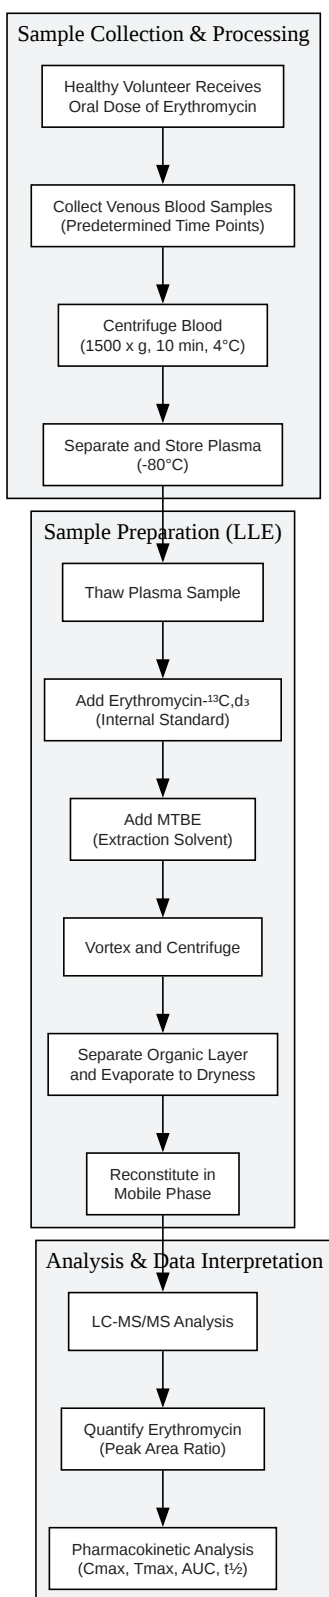 Sample Collection & Processing
Healthy Volunteer Receives
Oral Dose of Erythromycin
Collect Venous Blood Samples
(Predetermined Time Points)
Centrifuge Blood
(1500 x g, 10 min, 4°C)
Separate and Store Plasma
(-80°C)
Sample Preparation (LLE)
Thaw Plasma Sample
Add Erythromycin-¹³C,d₃
(Internal Standard)
Add MTBE
(Extraction Solvent)
Vortex and Centrifuge
Separate Organic Layer
and Evaporate to Dryness
Reconstitute in
Mobile Phase
Analysis & Data Interpretation
LC-MS/MS Analysis
Quantify Erythromycin
(Peak Area Ratio)
Pharmacokinetic Analysis
(Cmax, Tmax, AUC, t½)